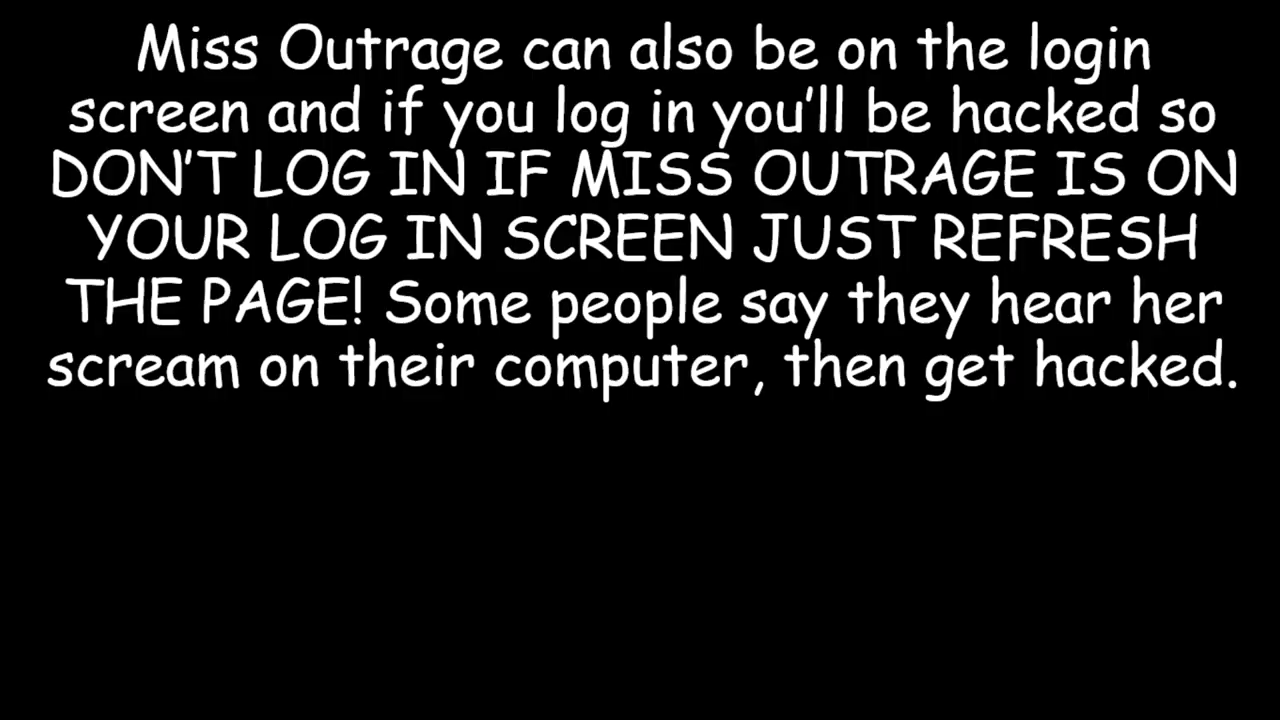 Miss Outrage can also be on the login
screen and if you log in you'll be hacked so
DON'T LOG IN IF MISS OUTRAGE IS ON
YOUR LOG IN SCREEN JUST REFRESH
THE PAGE! Some people say they hear her
scream on their computer, then get hacked.